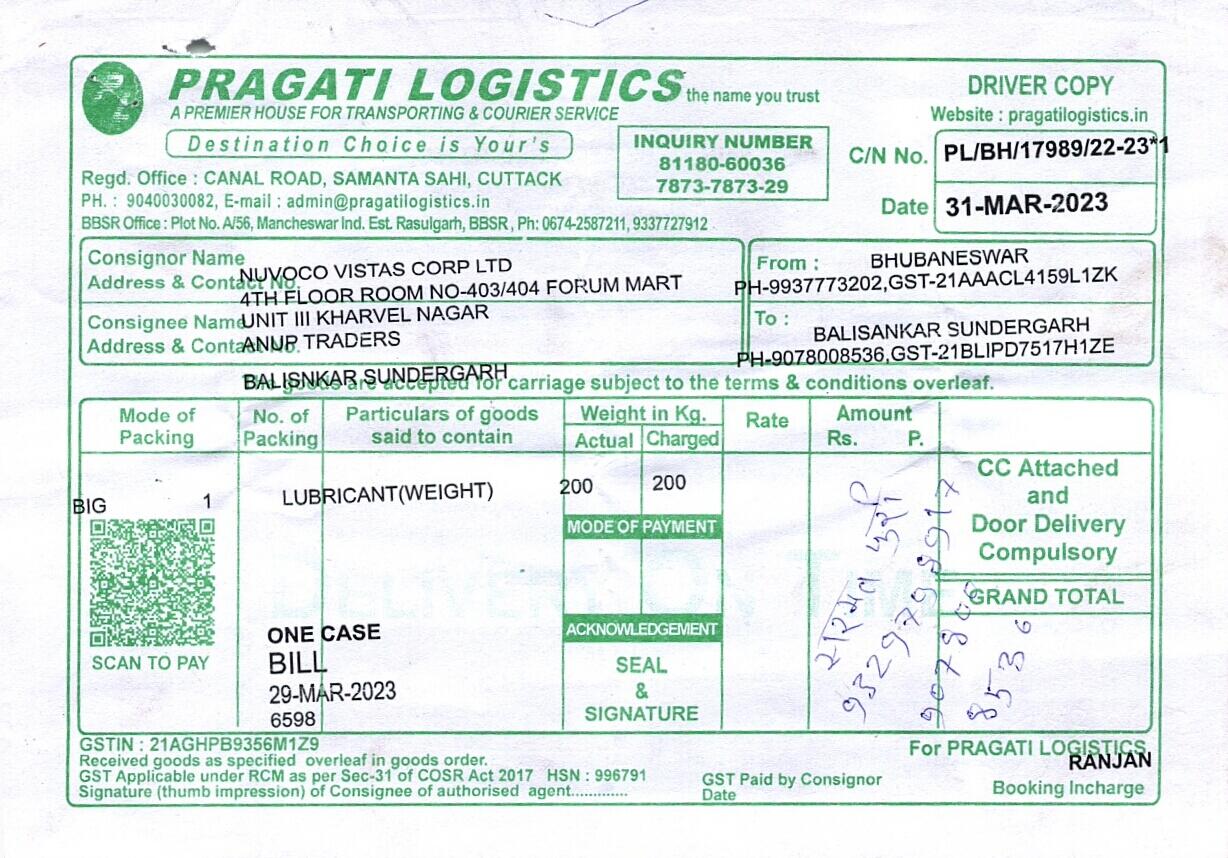 PRAGATI LOGISTICS the name you trust
A PREMIER HOUSE FOR TRANSPORTING & COURIER SERVICE
Destination Choice is Your's
Regd. Office : CANAL ROAD, SAMANTA SAHI, CUTTACK
PH. : 9040030082, E-mail : admin@pragatilogistics.in
BBSR Office : Plot No. A/56, Mancheswar Ind. Est. Rasulgarh, BBSR , Ph: 0674-2587211, 9337727912
INQUIRY NUMBER
81180-60036
7873-7873-29
DRIVER COPY
Website : pragatilogistics.in
C/N No. PL/BH/17989/22-23*1
Date 31-MAR-2023
Consignor Name
Address & Contact No.
NUVOCO VISTAS CORP LTD
4TH FLOOR ROOM NO-403/404 FORUM MART
UNIT III KHARVEL NAGAR
From : BHUBANESWAR
PH-9937773202,GST-21AAACL4159L1ZK
Consignee Name
Address & Contact No.
ANUP TRADERS
BALISNKAR SUNDERGARH
To :
BALISANKAR SUNDERGARH
PH-9078008536,GST-21BLIPD7517H1ZE
goods are accepted for carriage subject to the terms & conditions overleaf.
Mode of Packing
No. of Packing
Particulars of goods said to contain
Weight in Kg.
Actual Charged
Rate
Amount
Rs. P.
BIG 1 LUBRICANT(WEIGHT) 200 200
SCAN TO PAY
ONE CASE
BILL
29-MAR-2023
6598
MODE OF PAYMENT
ACKNOWLEDGEMENT
SEAL
&
SIGNATURE
DELIVERY ON TIME
9329799917
907800
8536
CC Attached
and
Door Delivery
Compulsory
GRAND TOTAL
GSTIN : 21AGHPB9356M1Z9
Received goods as specified overleaf in goods order.
GST Applicable under RCM as per Sec-31 of COSR Act 2017 HSN : 996791
Signature (thumb impression) of Consignee of authorised agent.............
GST Paid by Consignor
Date
For PRAGATI LOGISTICS
RANJAN
Booking Incharge